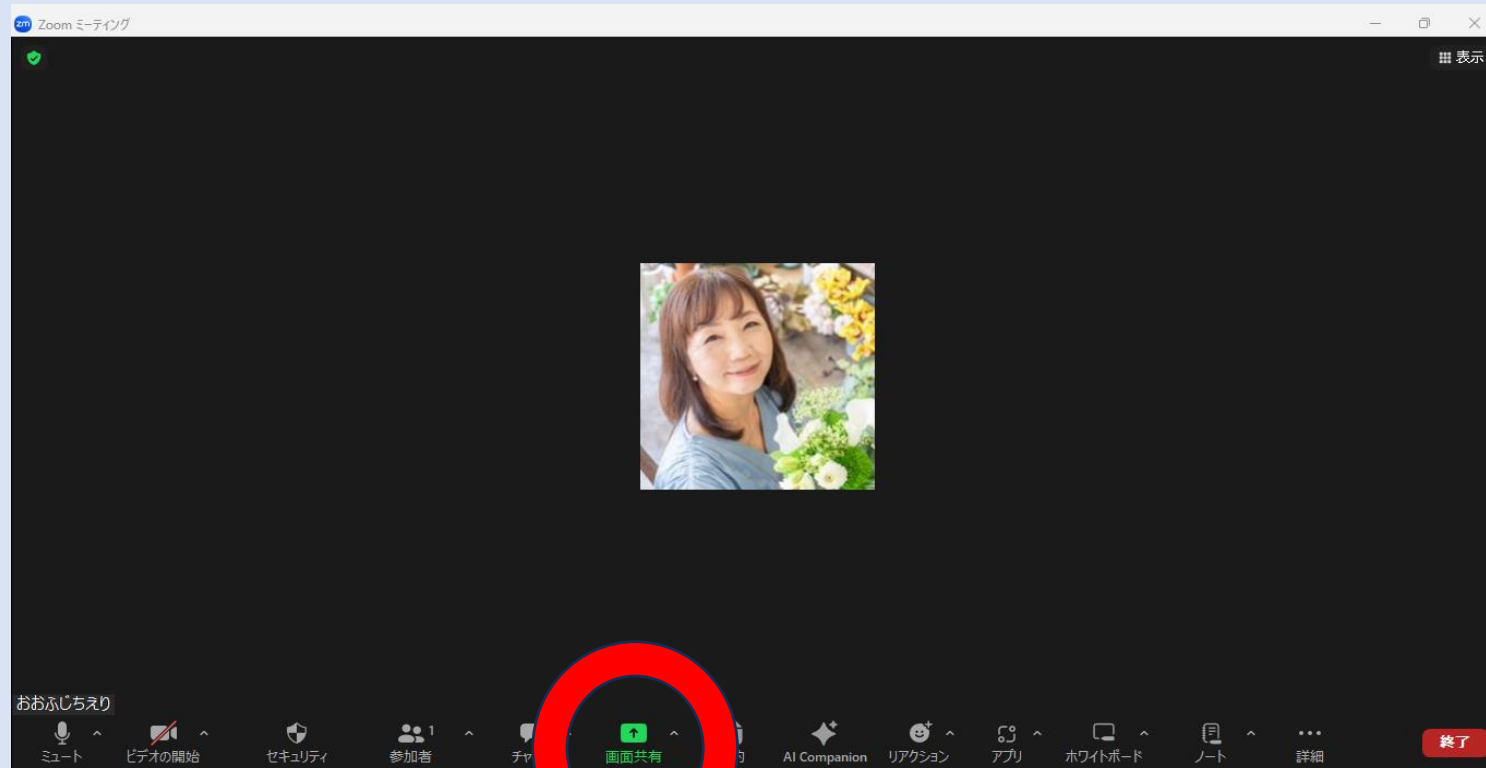 zm Zoom ミーティング
表示
おおふじちえり
ミュート
ビデオの開始
セキュリティ
参加者 1
画面共有
AI Companion
リアクション
アプリ
ホワイトボード
ノート
詳細
終了